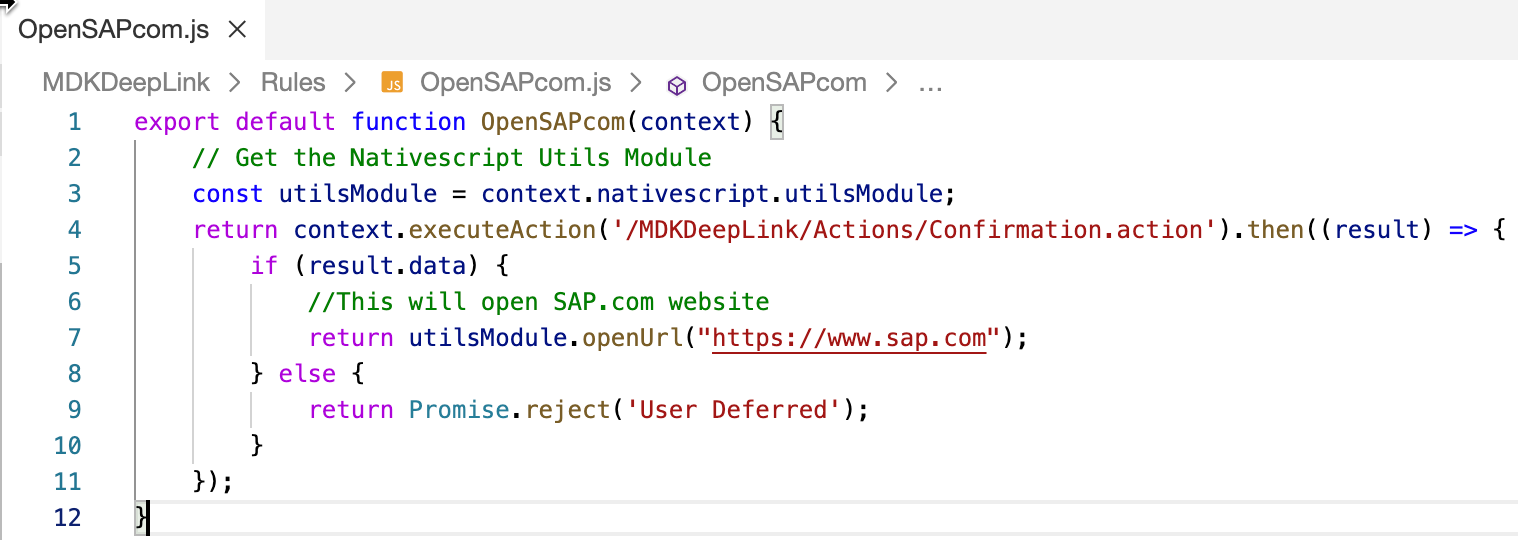 OpenSAPcom.js
MDKDeepLink > Rules > JS OpenSAPcom.js > OpenSAPcom > ...
1 export default function OpenSAPcom(context) {
2 // Get the Nativescript Utils Module
3 const utilsModule = context.nativescript.utilsModule;
4 return context.executeAction('/MDKDeepLink/Actions/Confirmation.action').then((result) => {
5 if (result.data) {
6 //This will open SAP.com website
7 return utilsModule.openUrl("https://www.sap.com");
8 } else {
9 return Promise.reject('User Deferred');
10 }
11 });
12 }